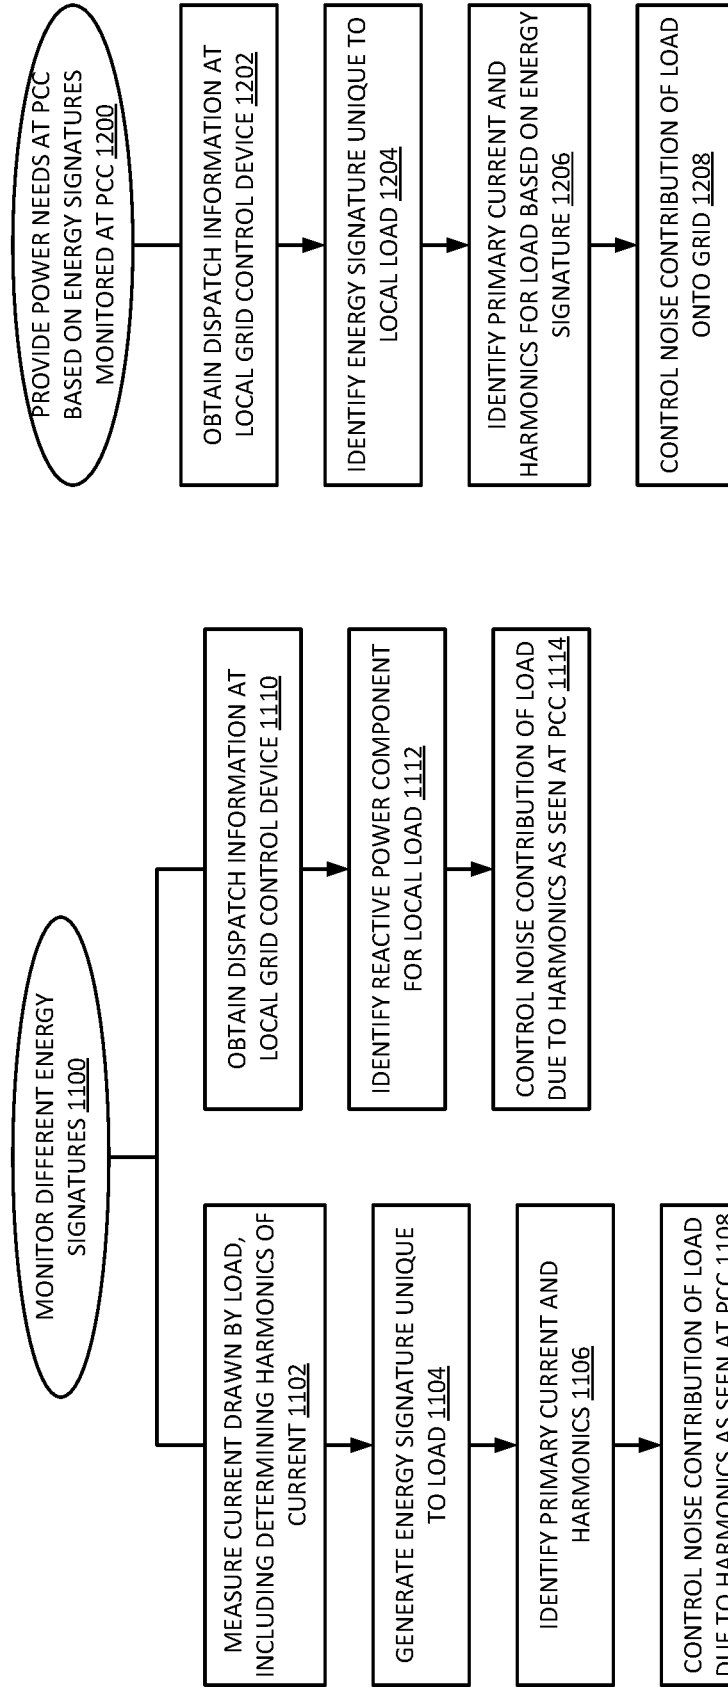 MONITOR DIFFERENT ENERGY
SIGNATURES 1100
MEASURE CURRENT DRAWN BY LOAD,
INCLUDING DETERMINING HARMONICS OF
CURRENT 1102
GENERATE ENERGY SIGNATURE UNIQUE
TO LOAD 1104
IDENTIFY PRIMARY CURRENT AND
HARMONICS 1106
CONTROL NOISE CONTRIBUTION OF LOAD
DUE TO HARMONICS AS SEEN AT PCC 1108
OBTAIN DISPATCH INFORMATION AT
LOCAL GRID CONTROL DEVICE 1110
IDENTIFY REACTIVE POWER COMPONENT
FOR LOCAL LOAD 1112
CONTROL NOISE CONTRIBUTION OF LOAD
DUE TO HARMONICS AS SEEN AT PCC 1114
PROVIDE POWER NEEDS AT PCC
BASED ON ENERGY SIGNATURES
MONITORED AT PCC 1200
OBTAIN DISPATCH INFORMATION AT
LOCAL GRID CONTROL DEVICE 1202
IDENTIFY ENERGY SIGNATURE UNIQUE TO
LOCAL LOAD 1204
IDENTIFY PRIMARY CURRENT AND
HARMONICS FOR LOAD BASED ON ENERGY
SIGNATURE 1206
CONTROL NOISE CONTRIBUTION OF LOAD
ONTO GRID 1208